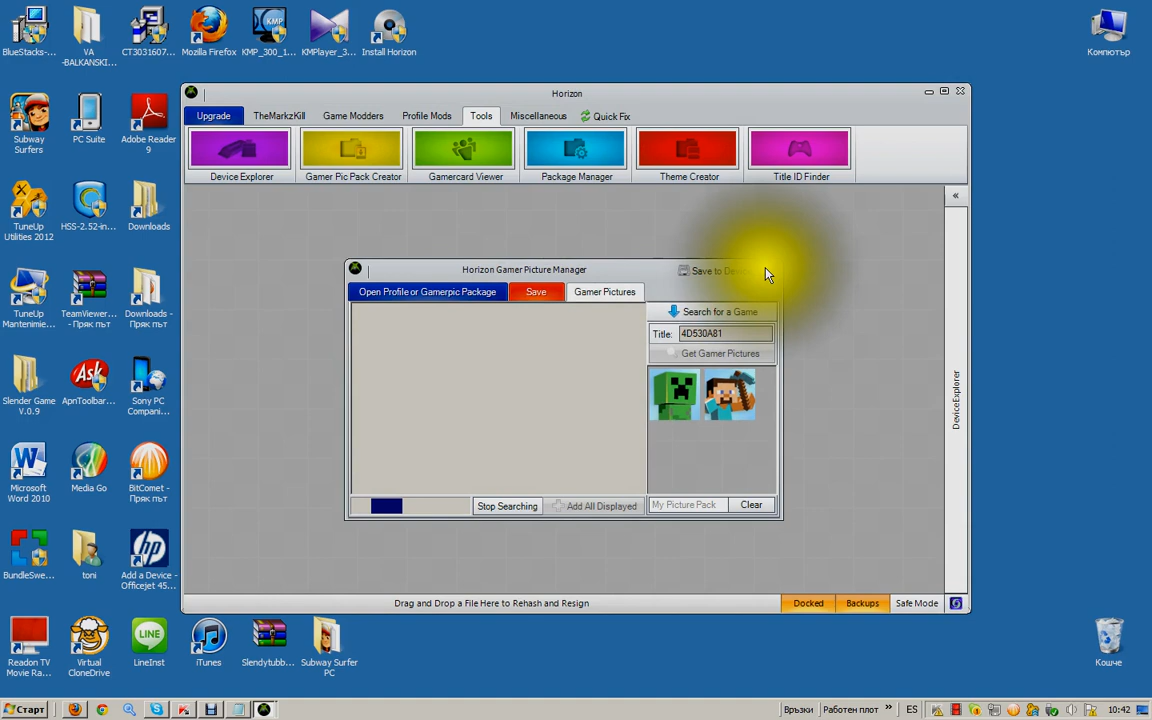 BlueStacks-...
VA
-BALKANSKI...
CT3031607...
Mozilla Firefox
KMP_300_1...
KMPlayer_3...
Install Horizon
Компютър
Horizon
Upgrade
TheMarkzKill
Game Modders
Profile Mods
Tools
Miscellaneous
Quick Fix
Subway
Surfers
PC Suite
Adobe Reader
9
Device Explorer
Gamer Pic Pack Creator
Gamercard Viewer
Package Manager
Theme Creator
Title ID Finder
«
TuneUp
Utilities 2012
HSS-2.52-in...
Downloads
Horizon Gamer Picture Manager
Open Profile or Gamerpic Package
Save
Gamer Pictures
Search for a Game
Title:
4D530A81
Get Gamer Pictures
TuneUp
Mantenimie...
TeamViewer...
- Пряк път
Downloads -
Пряк път
Slender Game
V.0.9
Ask
ApnToolbar...
Sony PC
Compani...
DeviceExplorer
Microsoft
Word 2010
Media Go
BitComet -
Пряк път
Stop Searching
Add All Displayed
My Picture Pack
Clear
BundleSwe...
toni
hp
Add a Device -
Officejet 45...
Drag and Drop a File Here to Rehash and Resign
Docked
Backups
Safe Mode
Readon TV
Movie Ra...
Virtual
CloneDrive
LINE
LineInst
iTunes
Slendytubb...
Subway Surfer
PC
Кошче
Старт
Връзки
Работен плот
»
ES
10:42